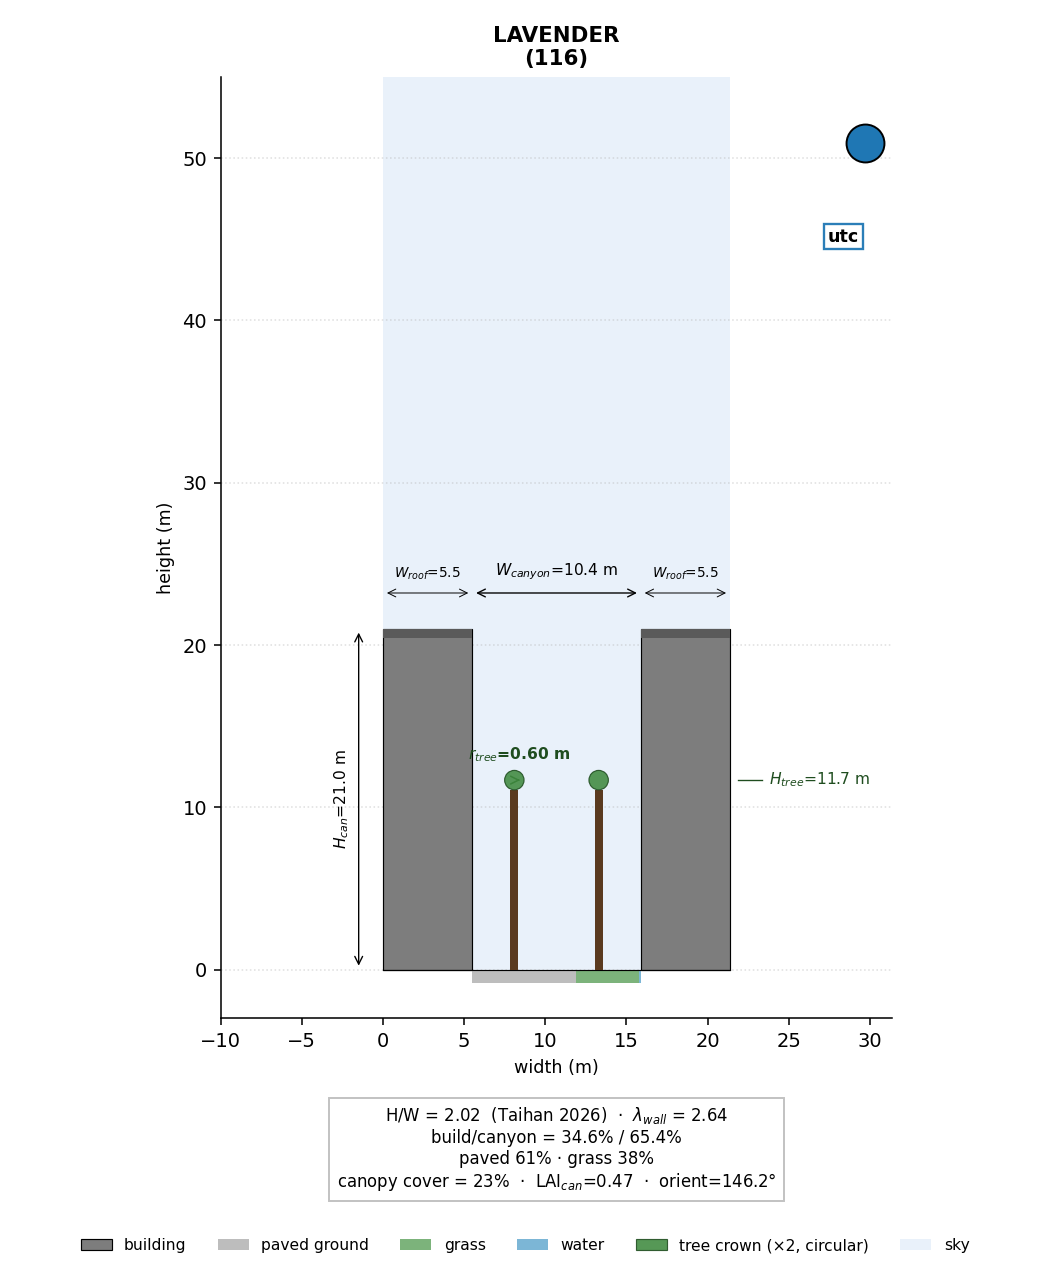 LAVENDER
(116)
50
40
30
20
10
0
height (m)
utc
W_roof=5.5
W_canyon=10.4 m
W_roof=5.5
H_can=21.0 m
r_tree=0.60 m
H_tree=11.7 m
−10 −5 0 5 10 15 20 25 30
width (m)
H/W = 2.02 (Taihan 2026) · λ_wall = 2.64
build/canyon = 34.6% / 65.4%
paved 61% · grass 38%
canopy cover = 23% · LAI_can=0.47 · orient=146.2°
building paved ground grass water tree crown (×2, circular) sky